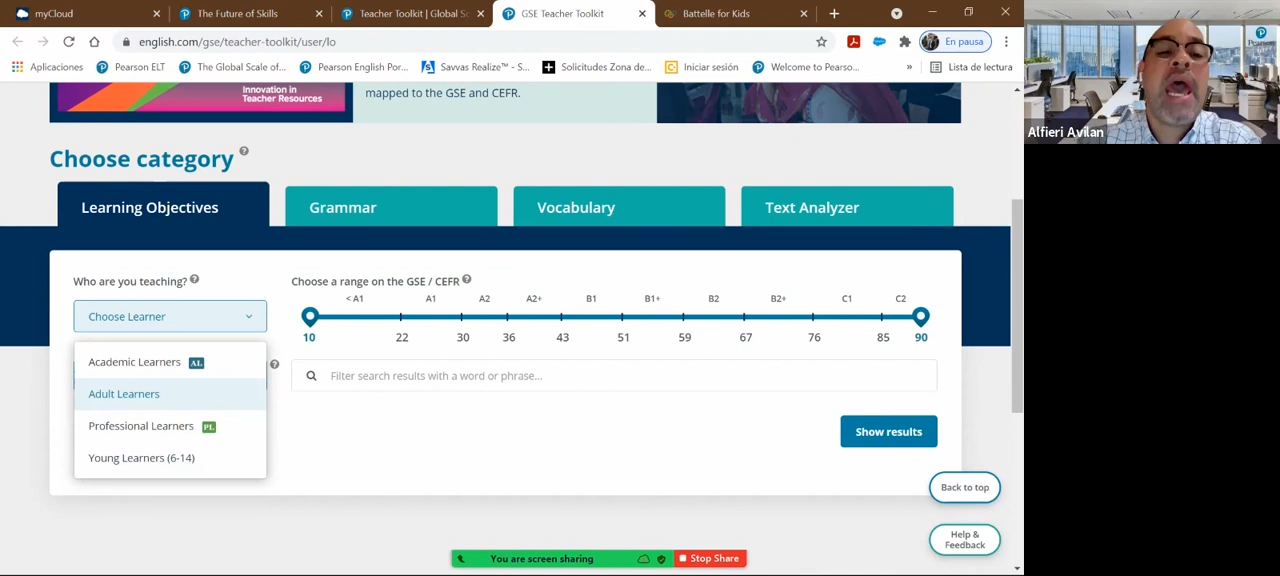 myCloud
The Future of Skills
Teacher Toolkit | Global Sc
GSE Teacher Toolkit
Battelle for Kids
english.com/gse/teacher-toolkit/user/lo
En pausa
Aplicaciones
Pearson ELT
The Global Scale of...
Pearson English Por...
Savvas Realize™ - S...
Solicitudes Zona de...
Iniciar sesión
Welcome to Pearso...
»
Lista de lectura
Innovation in
Teacher Resources
mapped to the GSE and CEFR.
Pearson
Alfieri Avilan
Choose category
Learning Objectives
Grammar
Vocabulary
Text Analyzer
Who are you teaching?
Choose a range on the GSE / CEFR
<A1 A1 A2 A2+ B1 B1+ B2 B2+ C1 C2
Choose Learner
10 22 30 36 43 51 59 67 76 85 90
Academic Learners AL
Filter search results with a word or phrase...
Adult Learners
Professional Learners PL
Show results
Young Learners (6-14)
Back to top
Help &
Feedback
You are screen sharing
Stop Share